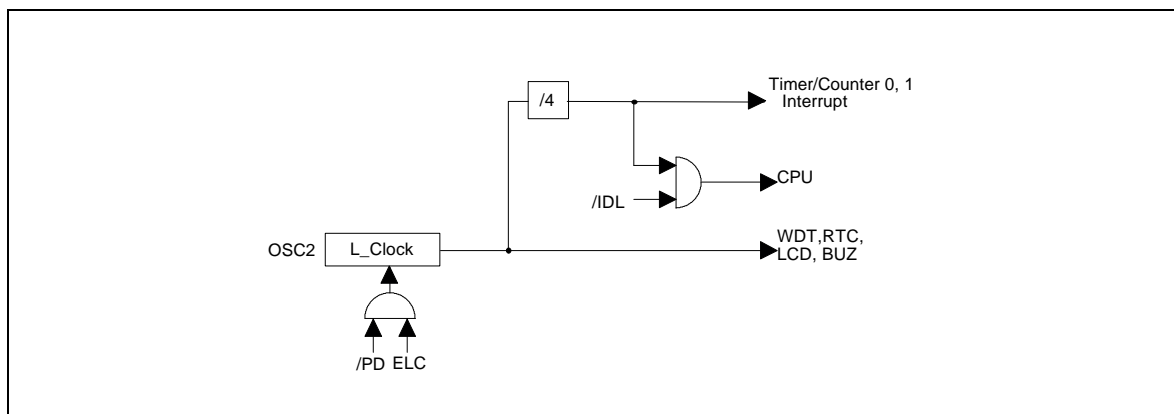 Timer/Counter 0, 1
Interrupt
/4
CPU
/IDL
WDT,RTC,
LCD, BUZ
OSC2
L_Clock
/PD
ELC